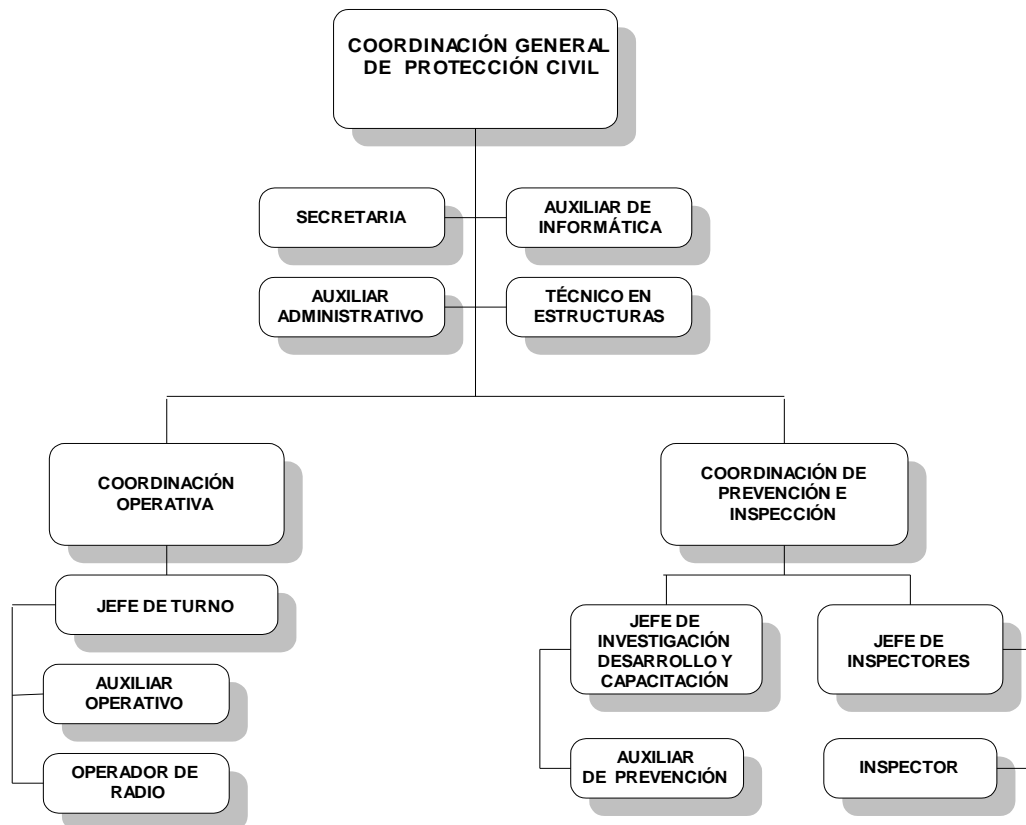 COORDINACIÓN GENERAL
DE PROTECCIÓN CIVIL
SECRETARIA
AUXILIAR DE
INFORMÁTICA
AUXILIAR
ADMINISTRATIVO
TÉCNICO EN
ESTRUCTURAS
COORDINACIÓN
OPERATIVA
COORDINACIÓN DE
PREVENCIÓN E
INSPECCIÓN
JEFE DE TURNO
AUXILIAR
OPERATIVO
OPERADOR DE
RADIO
JEFE DE
INVESTIGACIÓN
DESARROLLO Y
CAPACITACIÓN
JEFE DE
INSPECTORES
AUXILIAR
DE PREVENCIÓN
INSPECTOR